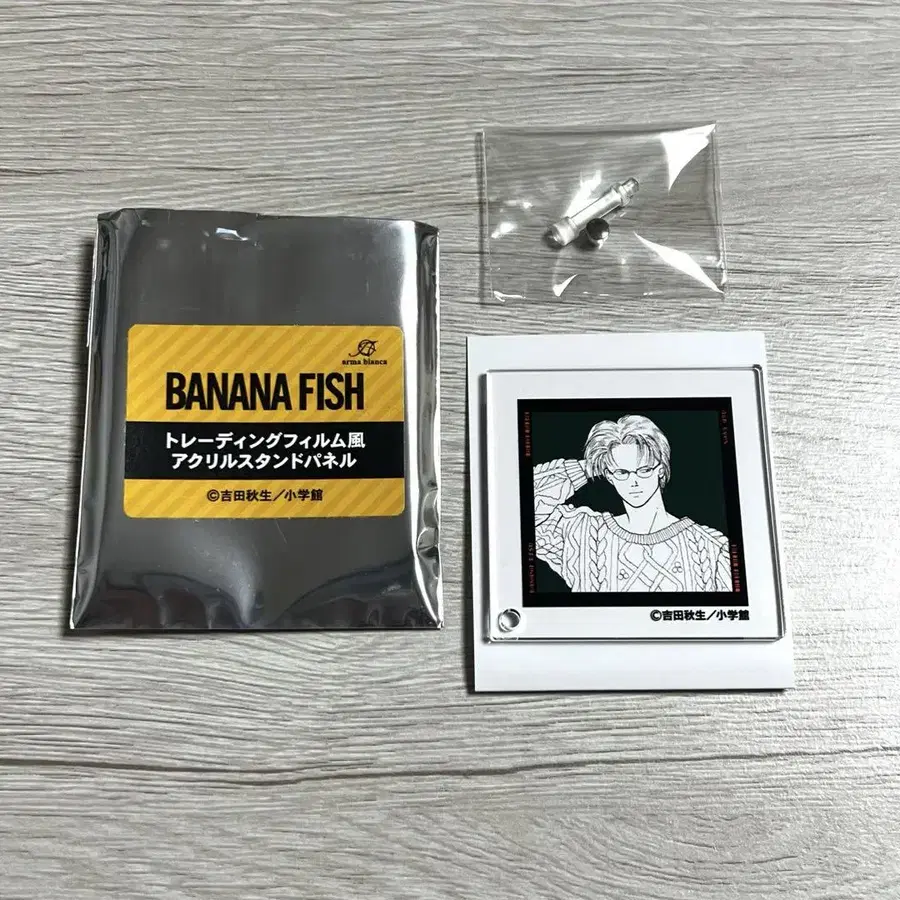 arma bianca
BANANA FISH
トレーディングフィルム風
アクリルスタンドパネル
©吉田秋生/小学館
©吉田秋生/小学館